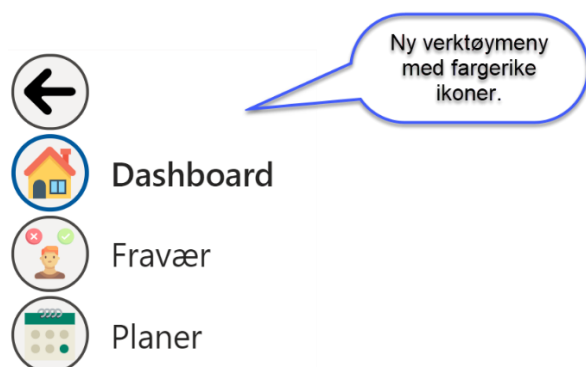 Ny verktøymeny
med fargerike
ikoner.
Dashboard
Fravær
Planer